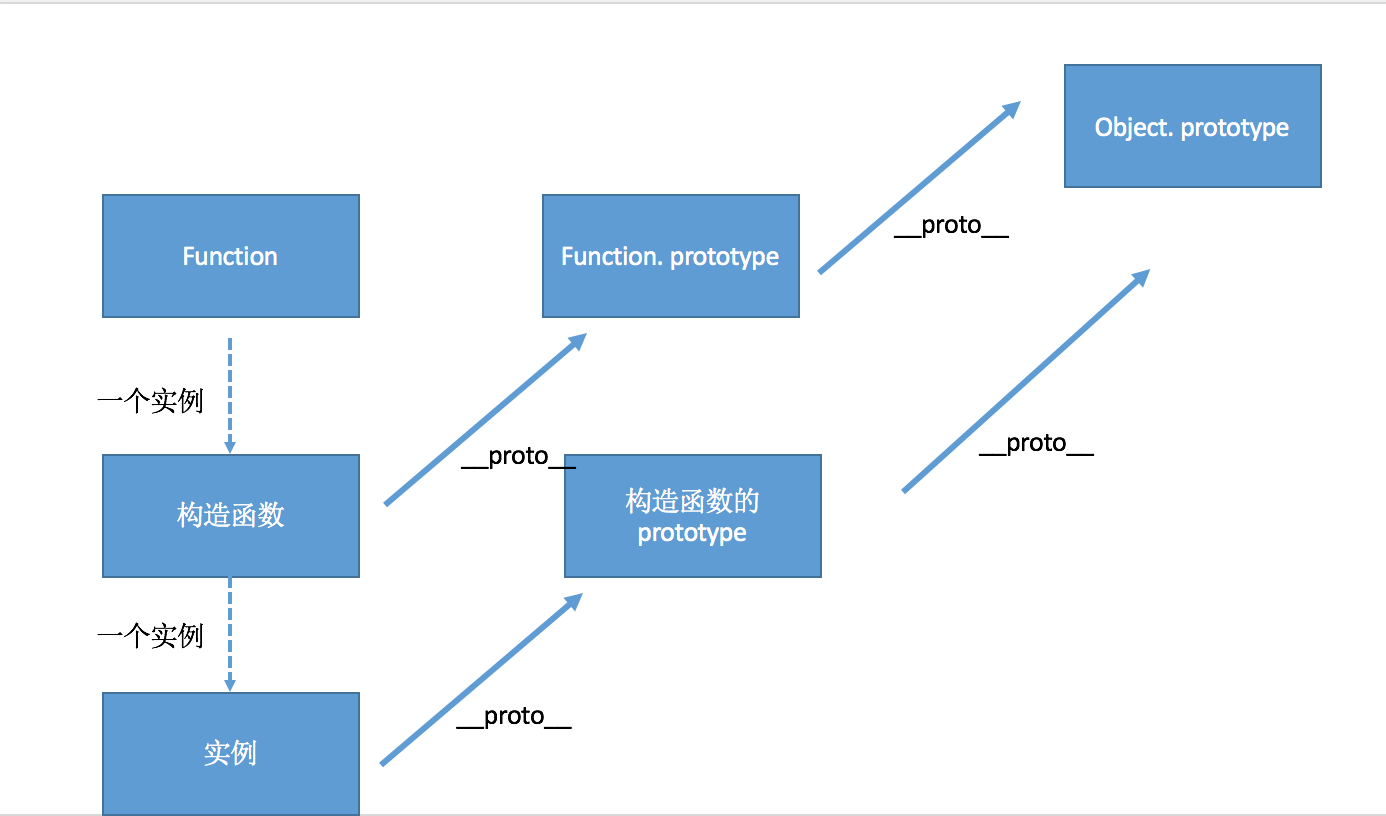 Object. prototype
__proto__
Function
Function. prototype
一个实例
__proto__
__proto__
构造函数
构造函数的
prototype
一个实例
__proto__
实例